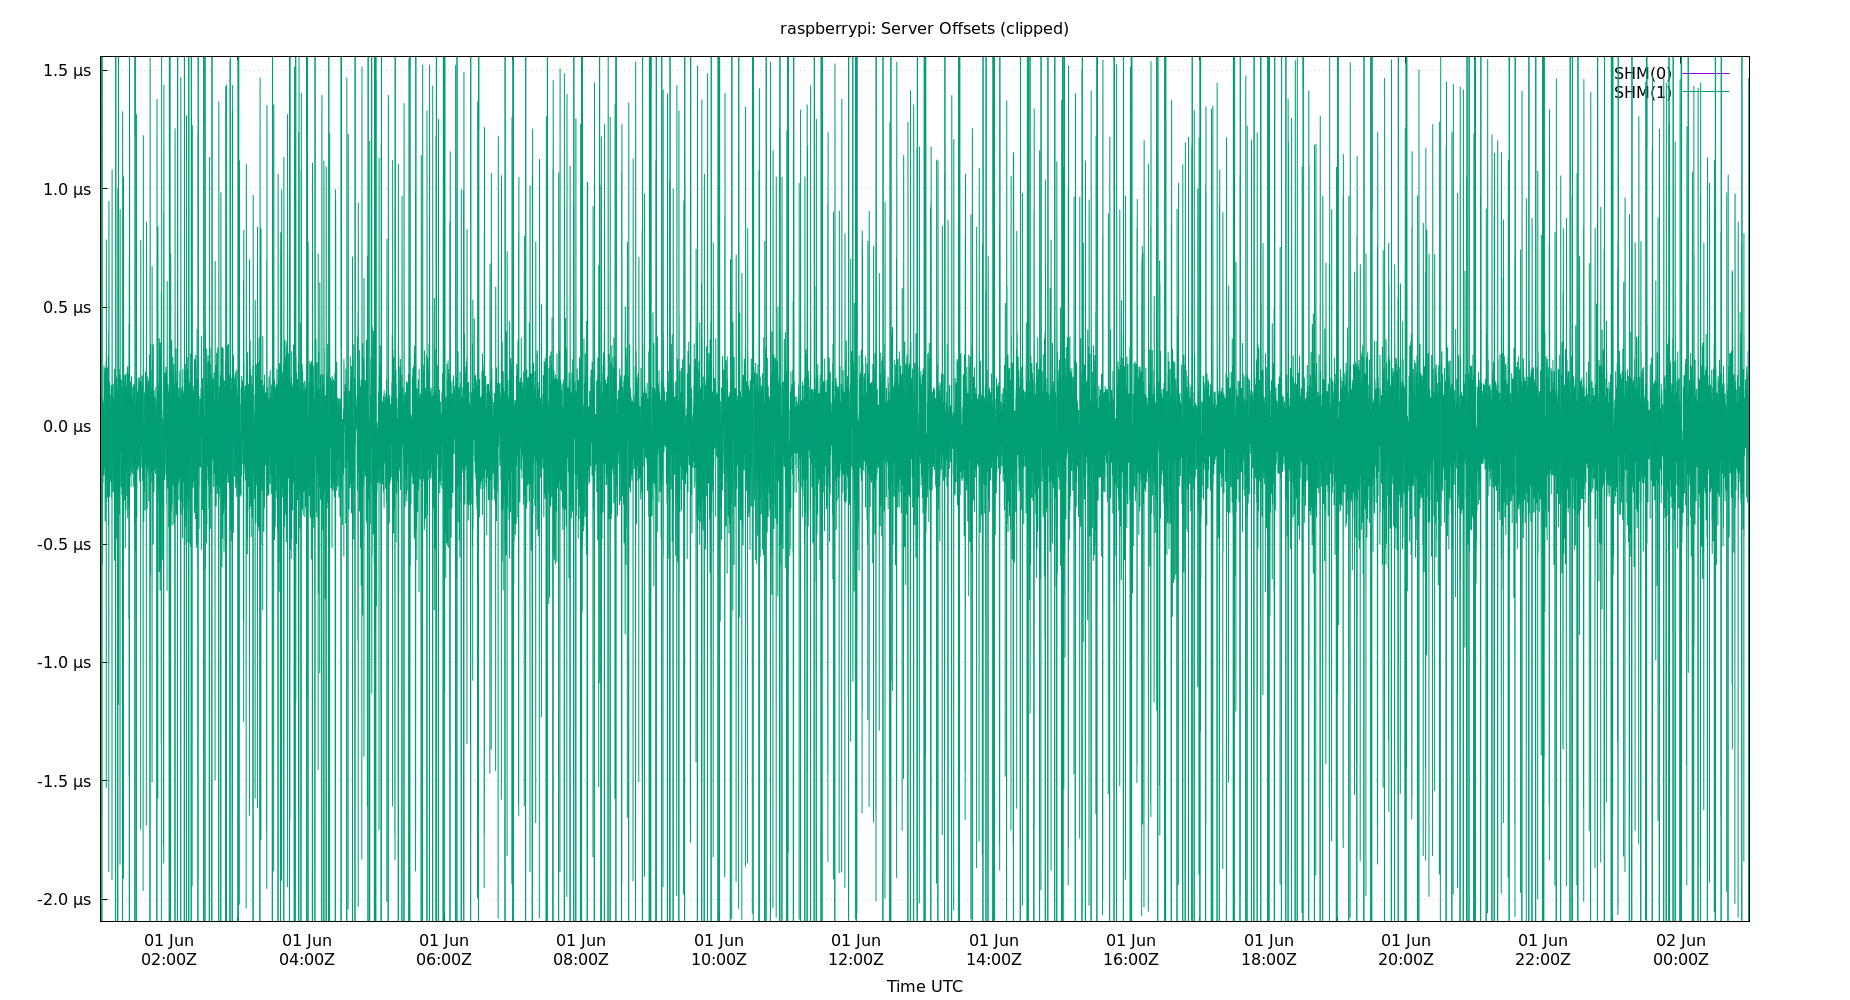 raspberrypi: Server Offsets (clipped)
SHM(0)
SHM(1)
1.5 µs
1.0 µs
0.5 µs
0.0 µs
-0.5 µs
-1.0 µs
-1.5 µs
-2.0 µs
01 Jun 01 Jun 01 Jun 01 Jun 01 Jun 01 Jun 01 Jun 01 Jun 01 Jun 01 Jun 01 Jun 02 Jun
02:00Z 04:00Z 06:00Z 08:00Z 10:00Z 12:00Z 14:00Z 16:00Z 18:00Z 20:00Z 22:00Z 00:00Z
Time UTC